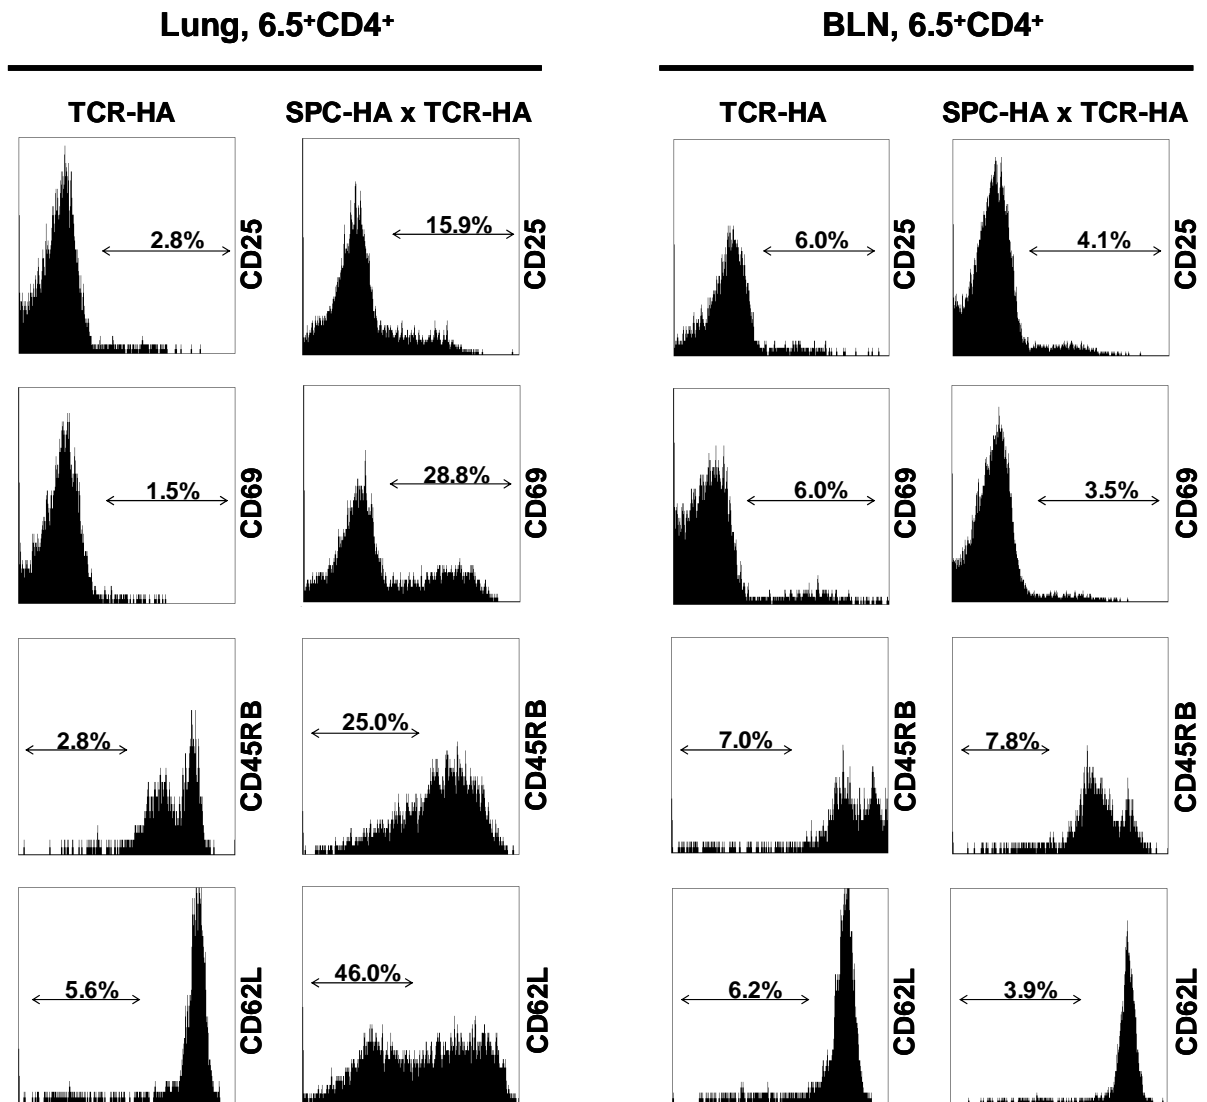 Lung, 6.5⁺CD4⁺
BLN, 6.5⁺CD4⁺
TCR-HA
SPC-HA x TCR-HA
TCR-HA
SPC-HA x TCR-HA
2.8%
CD25
15.9%
CD25
6.0%
CD25
4.1%
CD25
1.5%
CD69
28.8%
CD69
6.0%
CD69
3.5%
CD69
2.8%
CD45RB
25.0%
CD45RB
7.0%
CD45RB
7.8%
CD45RB
5.6%
CD62L
46.0%
CD62L
6.2%
CD62L
3.9%
CD62L